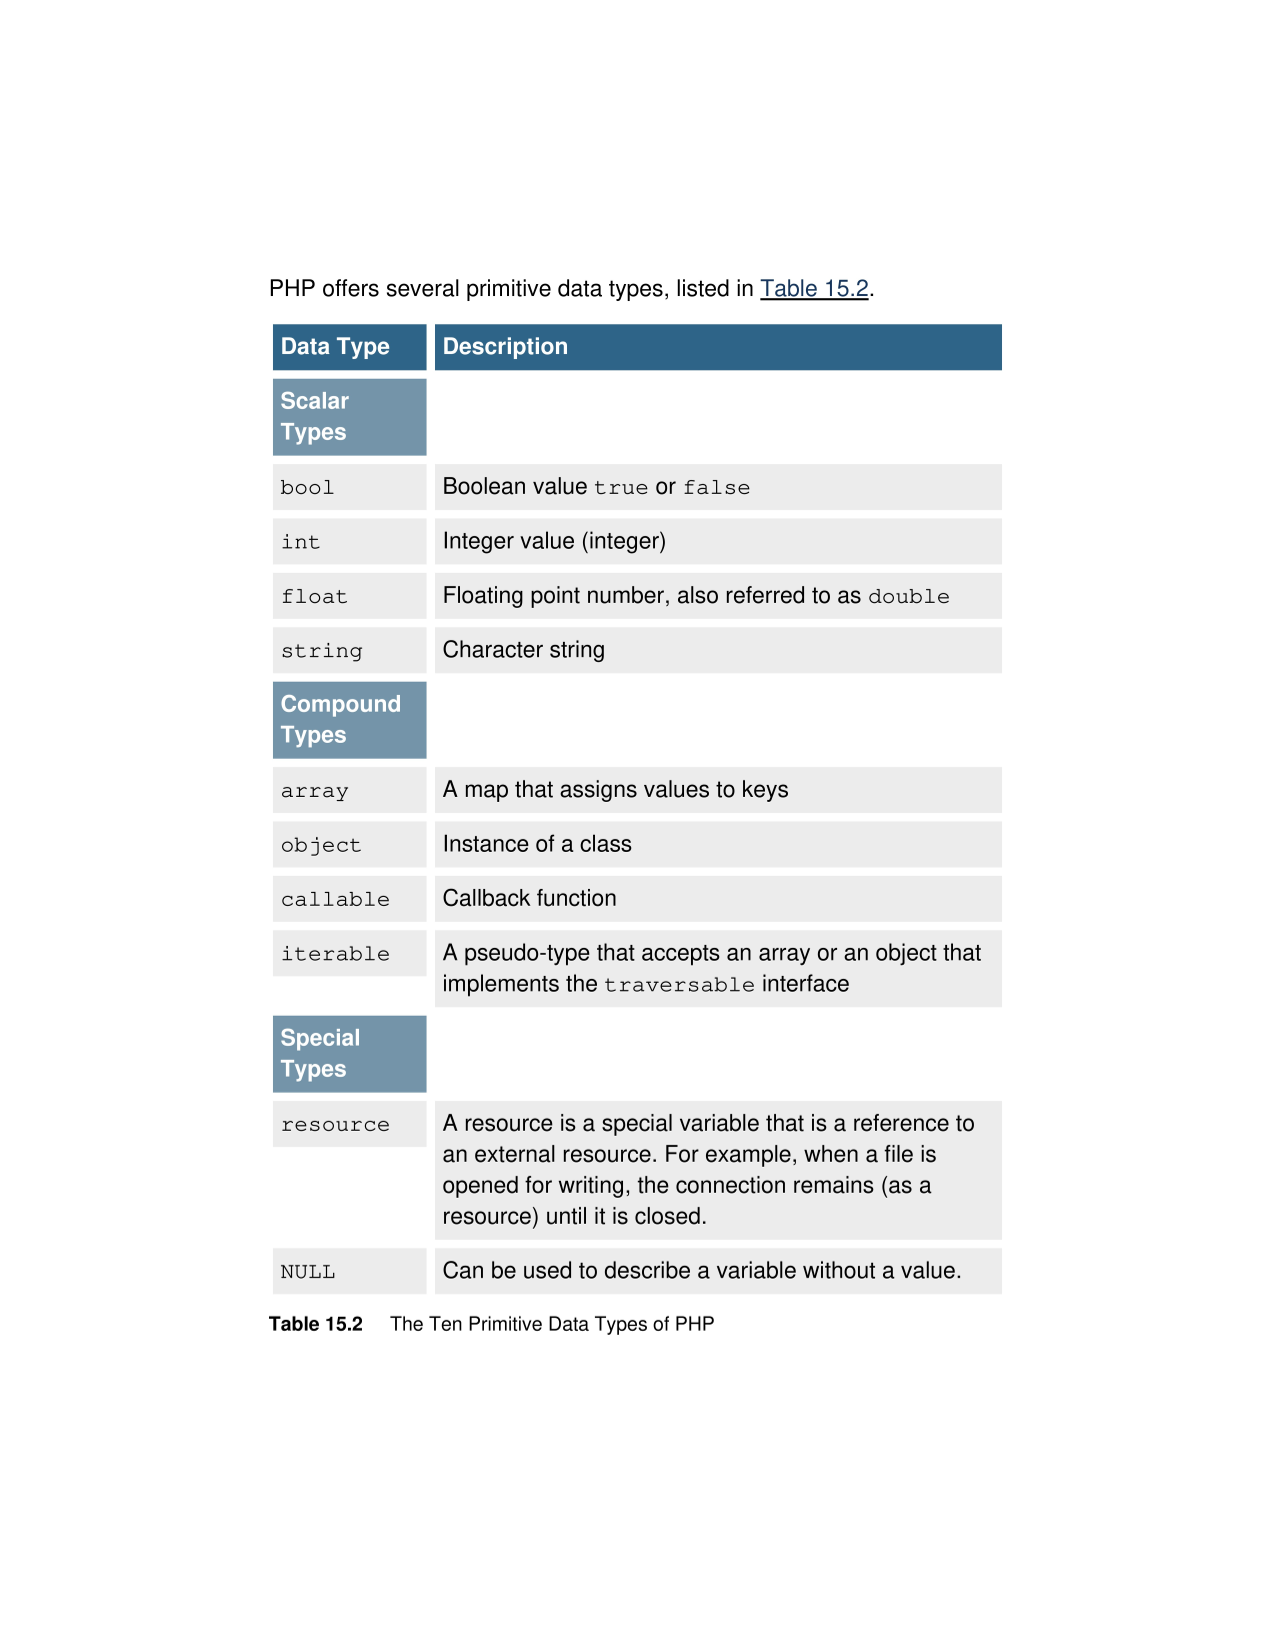 PHP offers several primitive data types, listed in Table 15.2.
Data Type Description
Scalar
Types
bool Boolean value true or false
int Integer value (integer)
float Floating point number, also referred to as double
string Character string
Compound
Types
array A map that assigns values to keys
object Instance of a class
callable Callback function
iterable A pseudo-type that accepts an array or an object that
implements the traversable interface
Special
Types
resource A resource is a special variable that is a reference to
an external resource. For example, when a file is
opened for writing, the connection remains (as a
resource) until it is closed.
NULL Can be used to describe a variable without a value.
Table 15.2 The Ten Primitive Data Types of PHP